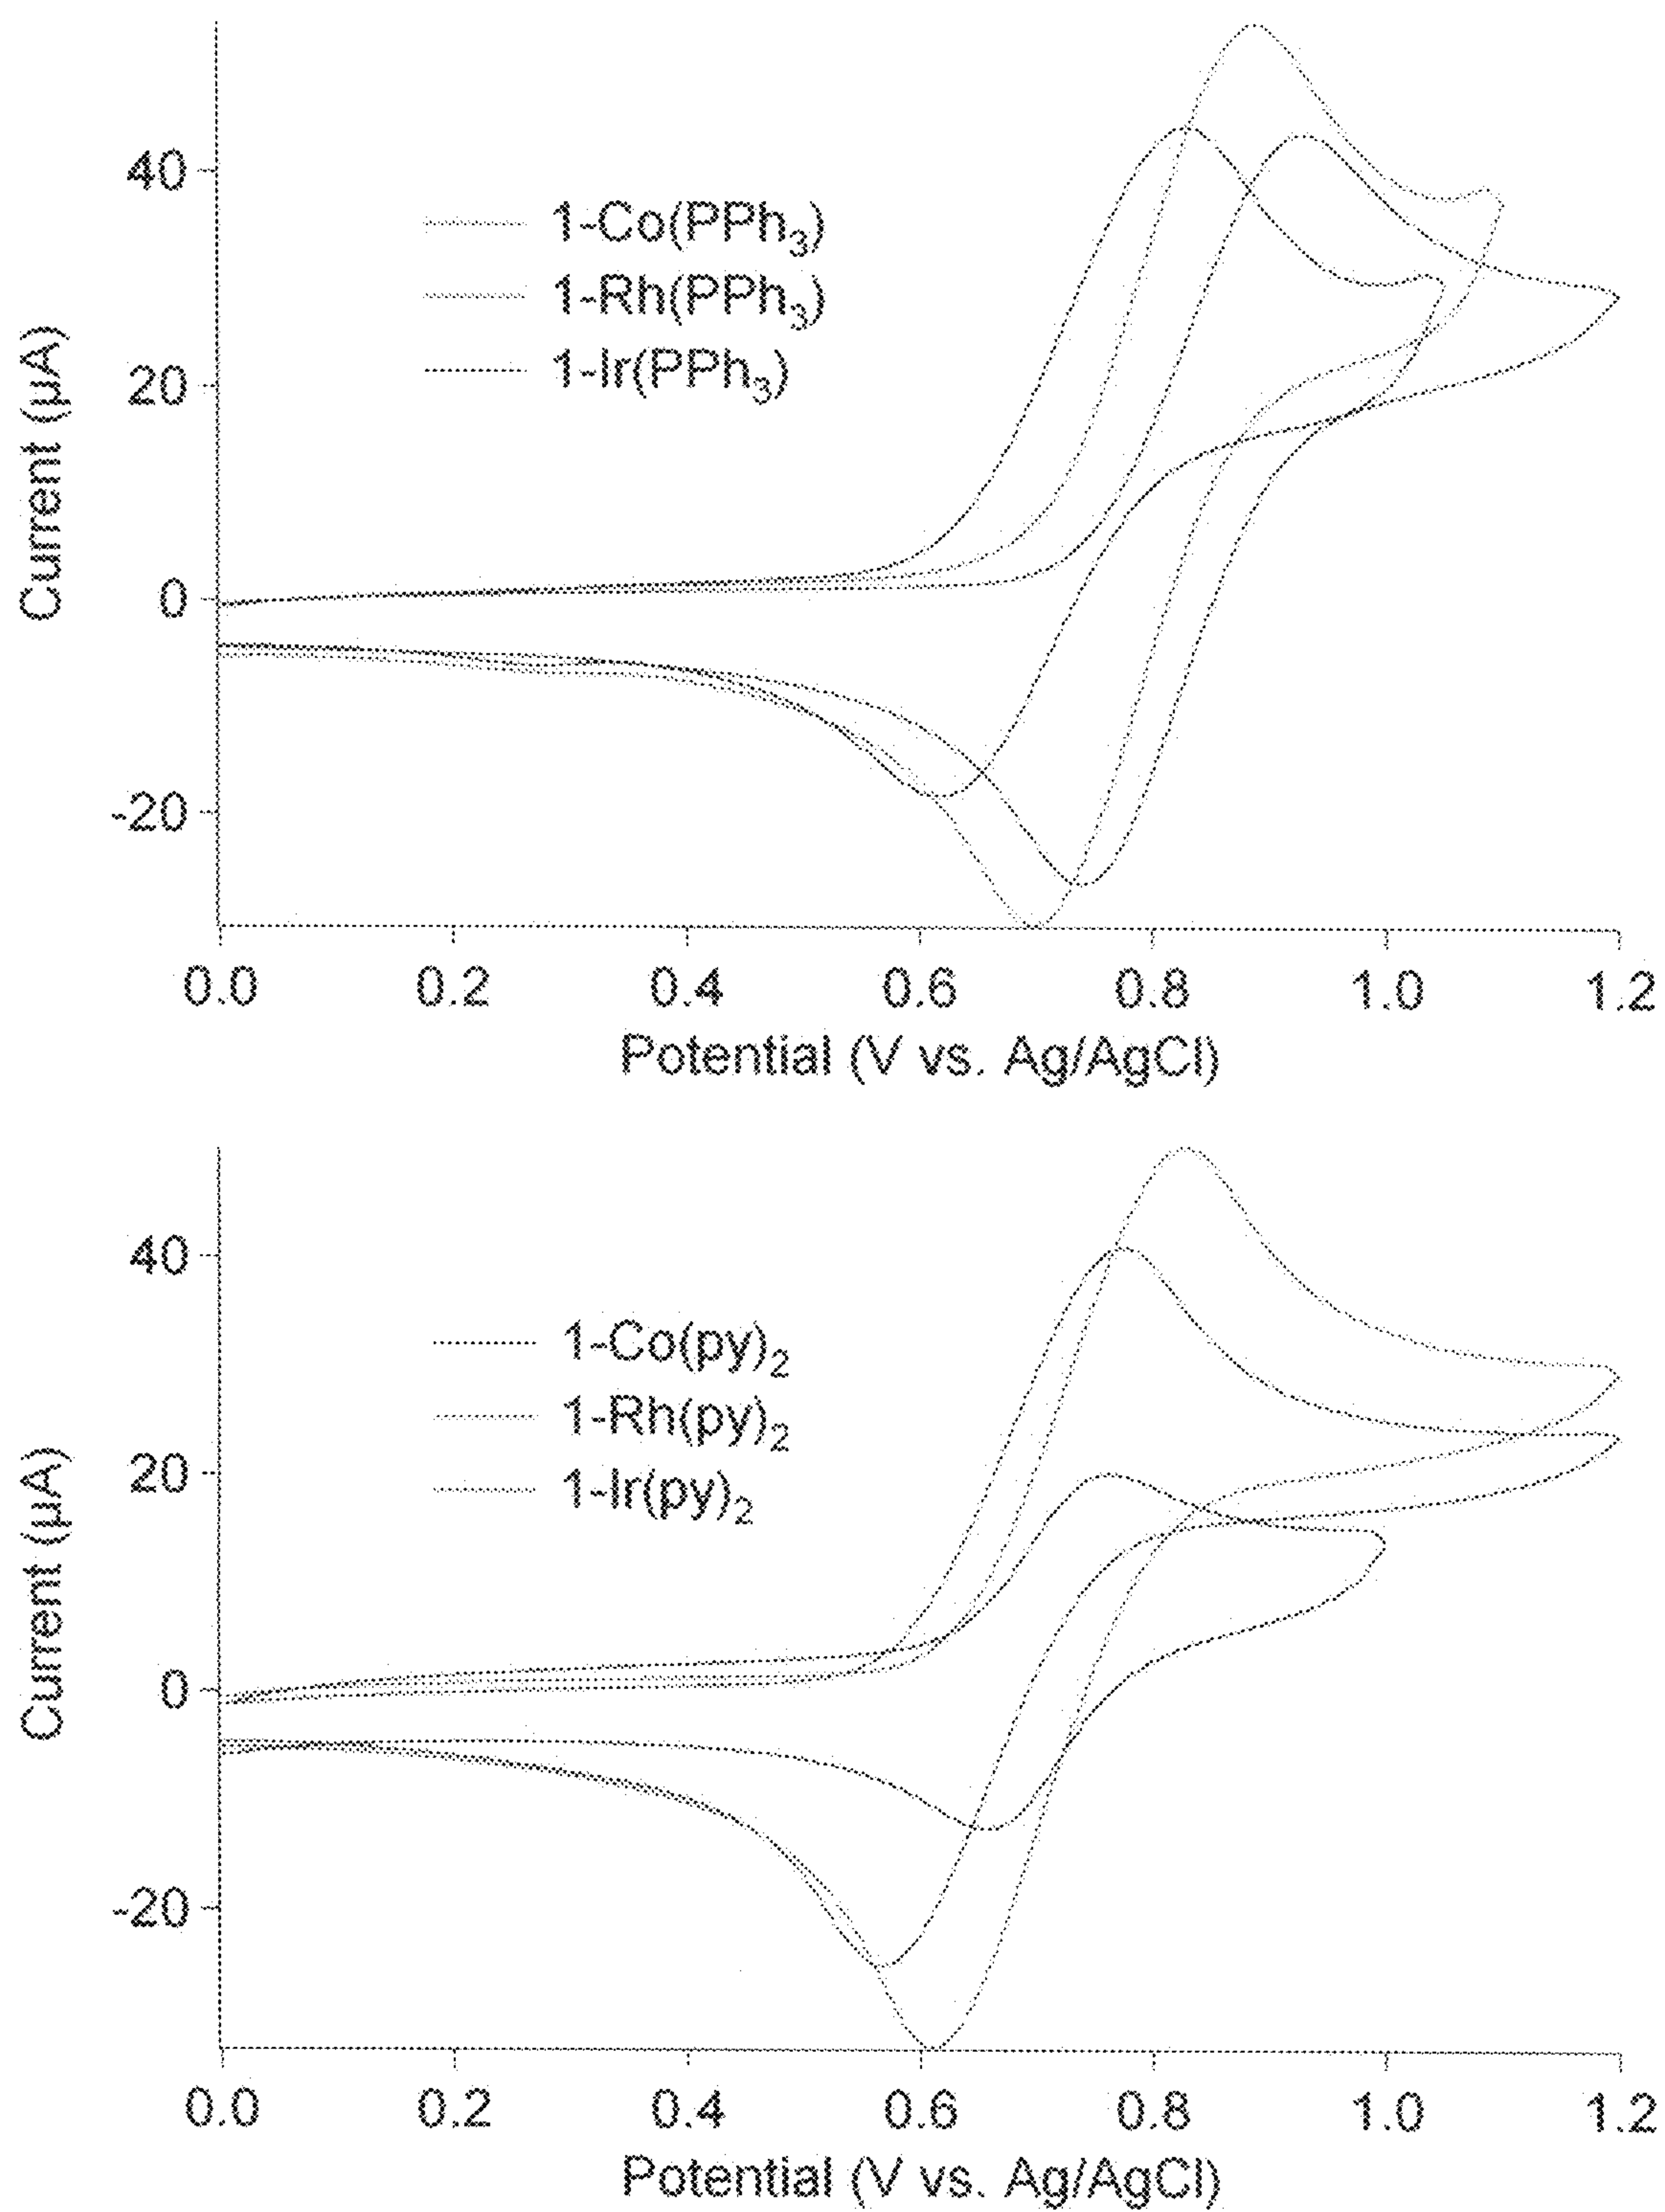 40
20
0
-20
Current (µA)
1-Co(PPh3)
1-Rh(PPh3)
1-Ir(PPh3)
0.0 0.2 0.4 0.6 0.8 1.0 1.2
Potential (V vs. Ag/AgCl)
40
20
0
-20
Current (µA)
1-Co(py)2
1-Rh(py)2
1-Ir(py)2
0.0 0.2 0.4 0.6 0.8 1.0 1.2
Potential (V vs. Ag/AgCl)